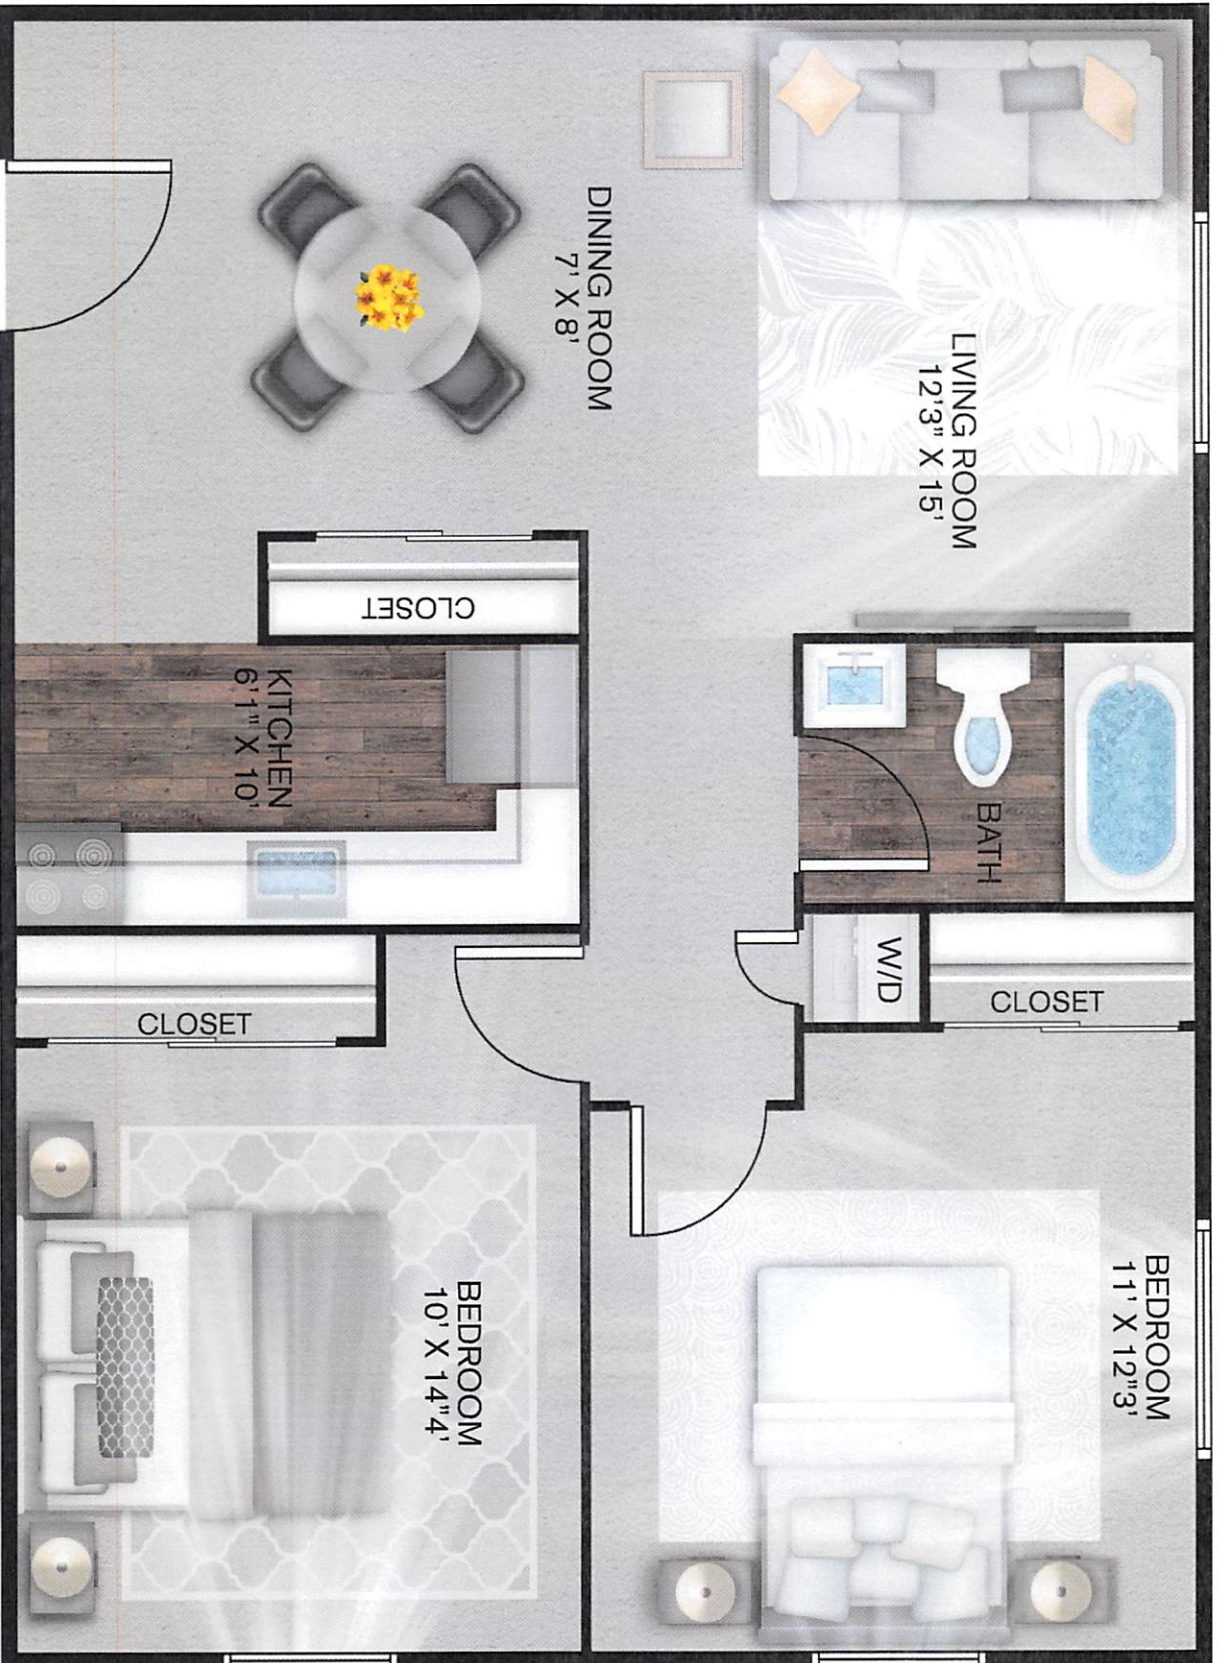 DINING ROOM
7' X 8'
LIVING ROOM
12'3" X 15'
CLOSET
KITCHEN
6'1" X 10'
BATH
W/D
CLOSET
CLOSET
BEDROOM
10' X 14"4'
BEDROOM
11' X 12"3'